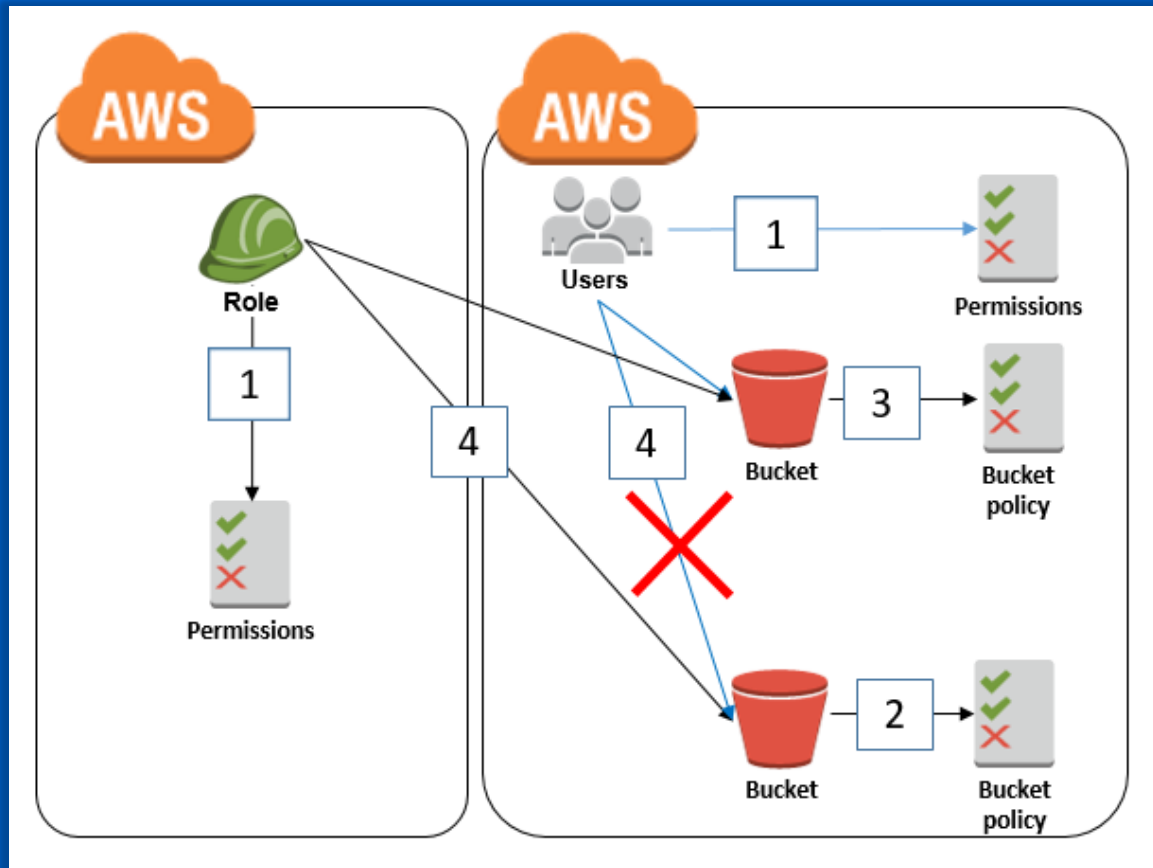 AWS
AWS
Role
1
Permissions
4
Users
1
Permissions
4
Bucket
3
Bucket
policy
Bucket
2
Bucket
policy